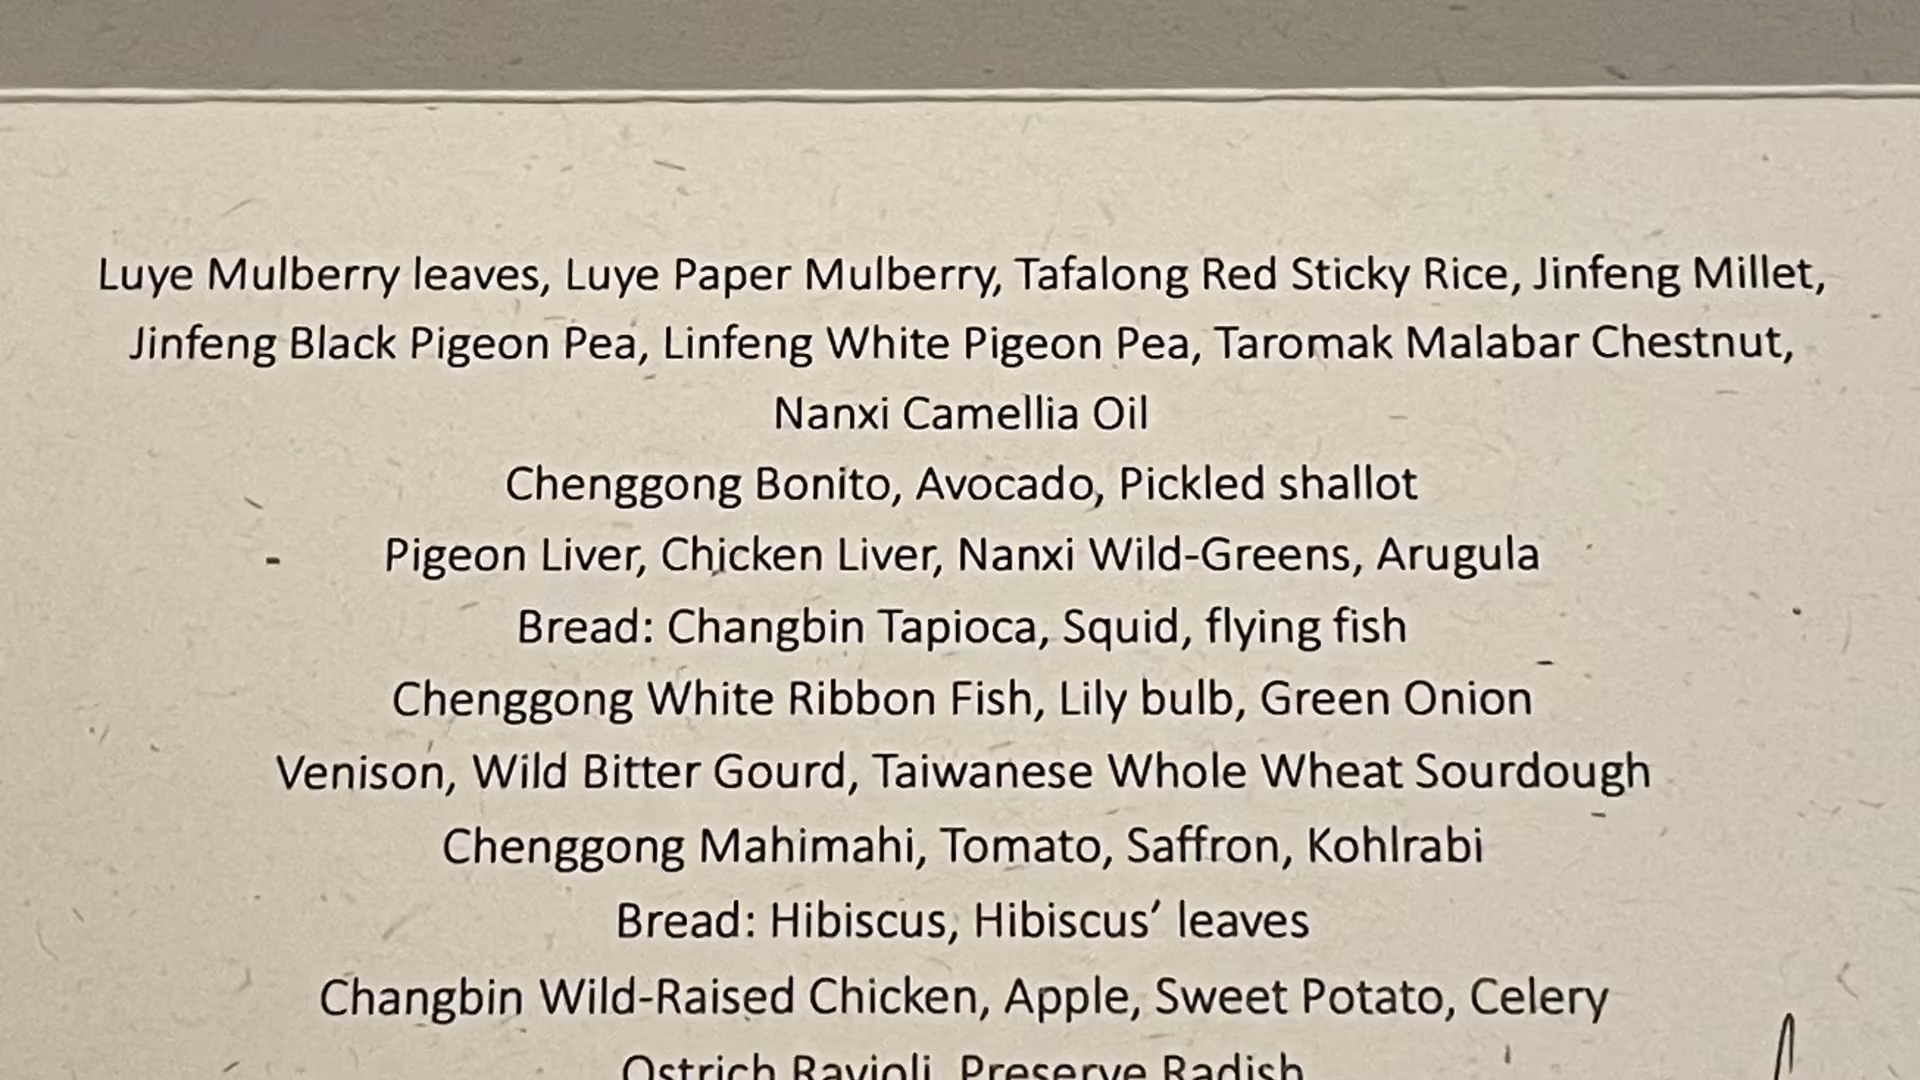 Luye Mulberry leaves, Luye Paper Mulberry, Tafalong Red Sticky Rice, Jinfeng Millet,
Jinfeng Black Pigeon Pea, Linfeng White Pigeon Pea, Taromak Malabar Chestnut,
Nanxi Camellia Oil
Chenggong Bonito, Avocado, Pickled shallot
Pigeon Liver, Chicken Liver, Nanxi Wild-Greens, Arugula
Bread: Changbin Tapioca, Squid, flying fish
Chenggong White Ribbon Fish, Lily bulb, Green Onion
Venison, Wild Bitter Gourd, Taiwanese Whole Wheat Sourdough
Chenggong Mahimahi, Tomato, Saffron, Kohlrabi
Bread: Hibiscus, Hibiscus’ leaves
Changbin Wild-Raised Chicken, Apple, Sweet Potato, Celery
Ostrich Ravioli, Preserve Radish